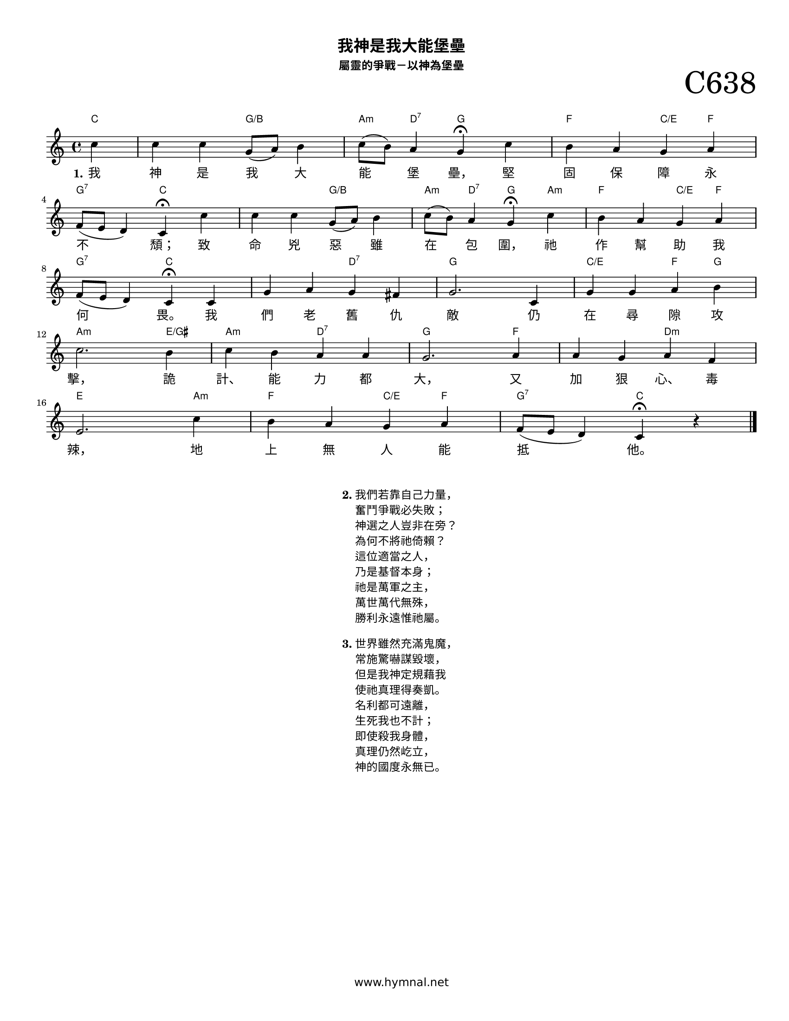 我神是我大能堡壘
屬靈的爭戰－以神為堡壘
C638
C G/B Am D7 G F C/E F
1. 我 神 是 我 大 能 堡 壘， 堅 固 保 障 永
4 G7 C G/B Am D7 G Am F C/E F
不 頹； 致 命 兇 惡 雖 在 包 圍， 祂 作 幫 助 我
8 G7 C D7 G C/E F G
何 畏。 我 們 老 舊 仇 敵 仍 在 尋 隙 攻
12 Am E/G♯ Am D7 G F Dm
擊， 詭 計、 能 力 都 大， 又 加 狠 心、 毒
16 E Am F C/E F G7 C
辣， 地 上 無 人 能 抵 他。
2. 我們若靠自己力量，
奮鬥爭戰必失敗；
神選之人豈非在旁？
為何不將祂倚賴？
這位適當之人，
乃是基督本身；
祂是萬軍之主，
萬世萬代無殊，
勝利永遠惟祂屬。
3. 世界雖然充滿鬼魔，
常施驚嚇謀毀壞，
但是我神定規藉我
使祂真理得奏凱。
名利都可遠離，
生死我也不計；
即使殺我身體，
真理仍然屹立，
神的國度永無已。
www.hymnal.net